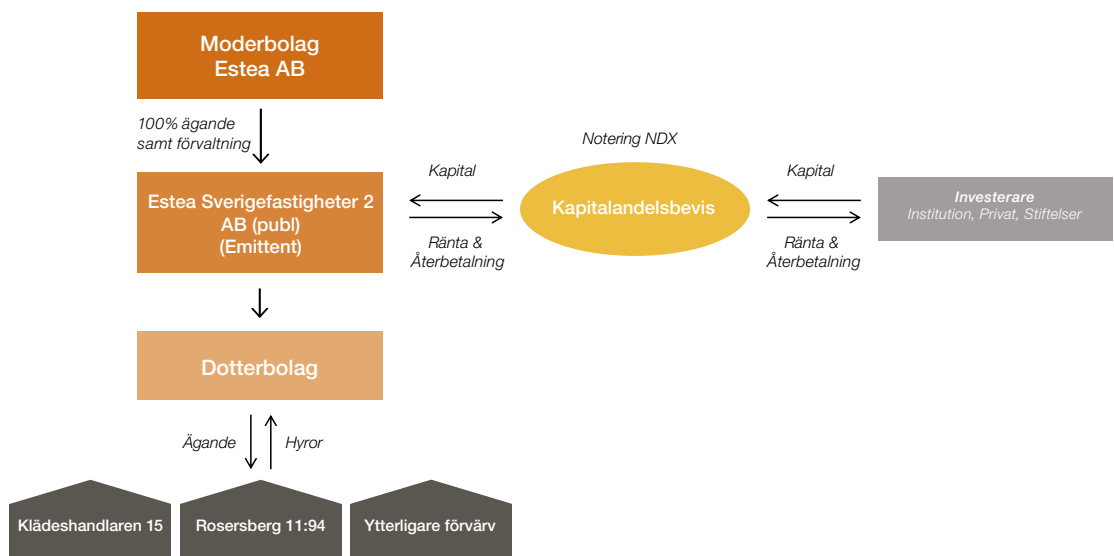 Moderbolag
Estea AB
100% ägande
samt förvaltning
Notering NDX
Estea Sverigefastigheter 2
AB (publ)
(Emittent)
Kapital
Ränta &
Återbetalning
Kapitalandelsbevis
Kapital
Ränta &
Återbetalning
Investerare
Institution, Privat, Stiftelser
Dotterbolag
Ägande
Hyror
Klädeshandlaren 15
Rosersberg 11:94
Ytterligare förvärv